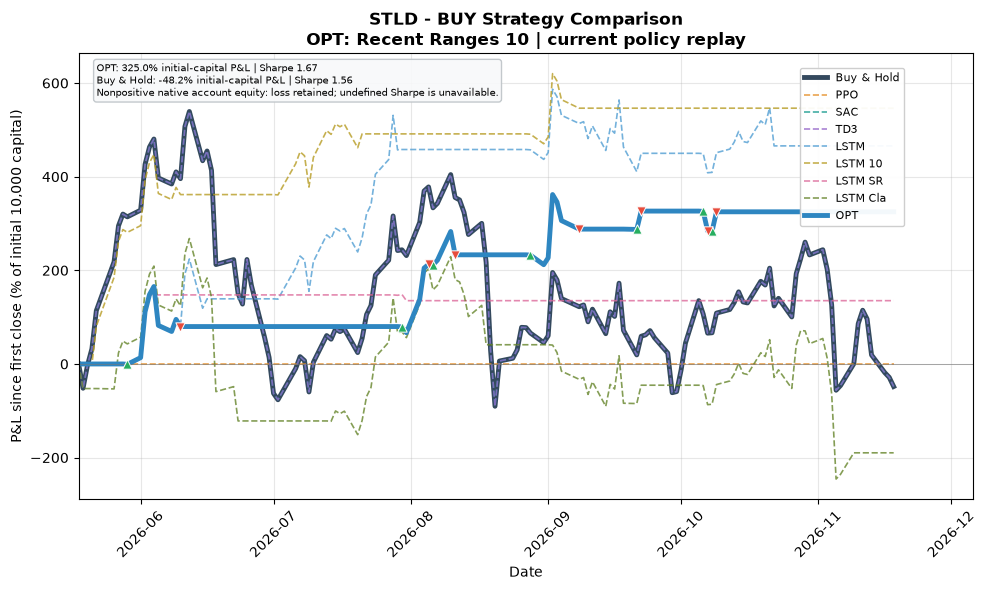 STLD - BUY Strategy Comparison
OPT: Recent Ranges 10 | current policy replay
OPT: 325.0% initial-capital P&L | Sharpe 1.67
Buy & Hold: -48.2% initial-capital P&L | Sharpe 1.56
Nonpositive native account equity: loss retained; undefined Sharpe is unavailable.
Buy & Hold
PPO
SAC
TD3
LSTM
LSTM 10
LSTM SR
LSTM Cla
OPT
P&L since first close (% of initial 10,000 capital)
600
400
200
0
−200
2026-06
2026-07
2026-08
2026-09
2026-10
2026-11
2026-12
Date